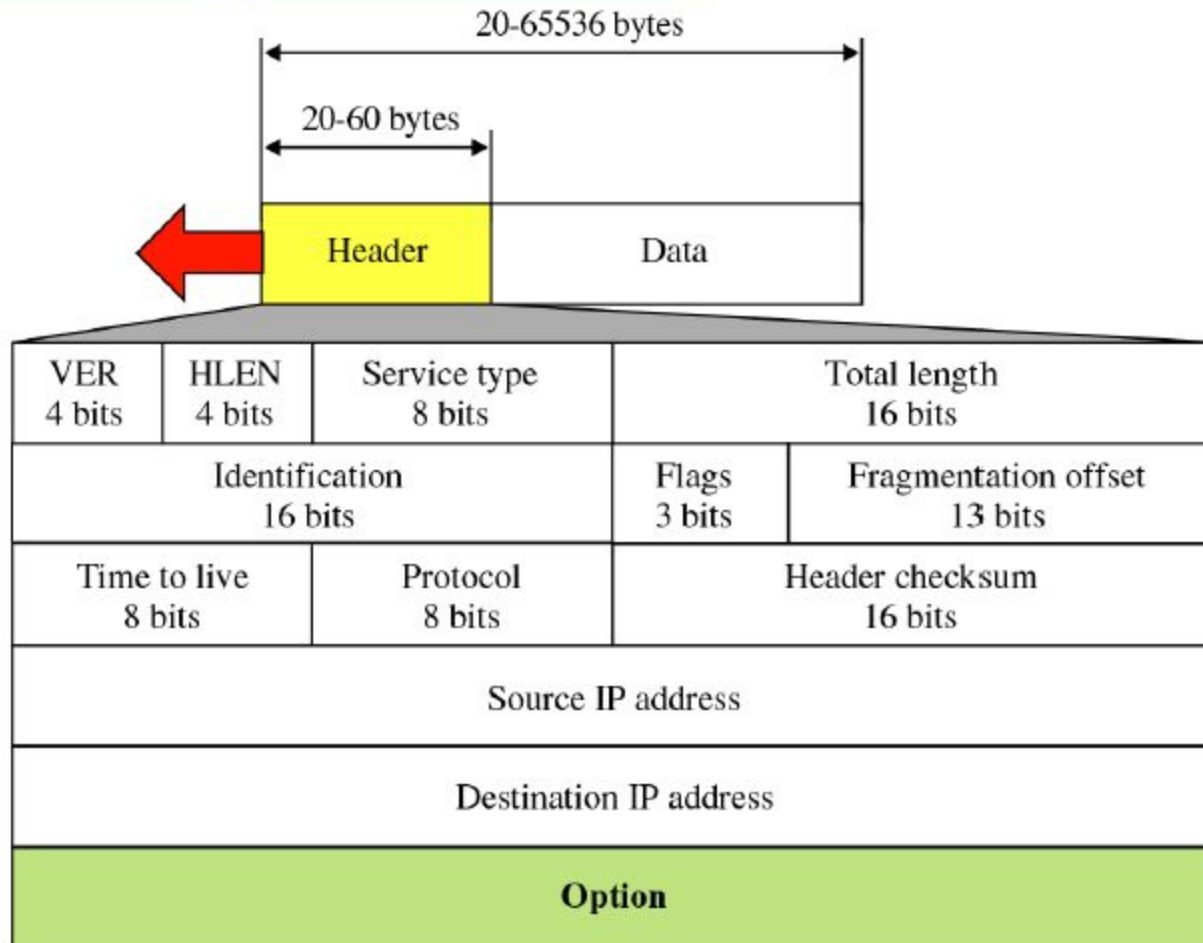 20-65536 bytes
20-60 bytes
Header
Data
VER
4 bits
HLEN
4 bits
Service type
8 bits
Total length
16 bits
Identification
16 bits
Flags
3 bits
Fragmentation offset
13 bits
Time to live
8 bits
Protocol
8 bits
Header checksum
16 bits
Source IP address
Destination IP address
Option